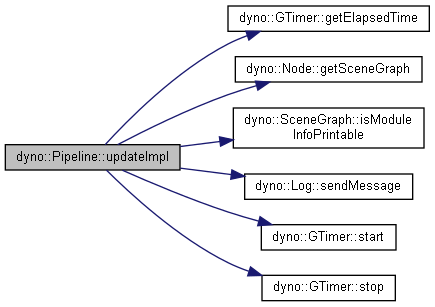 dyno::GTimer::getElapsedTime
dyno::Node::getSceneGraph
dyno::SceneGraph::isModule
InfoPrintable
dyno::Pipeline::updateImpl
dyno::Log::sendMessage
dyno::GTimer::start
dyno::GTimer::stop